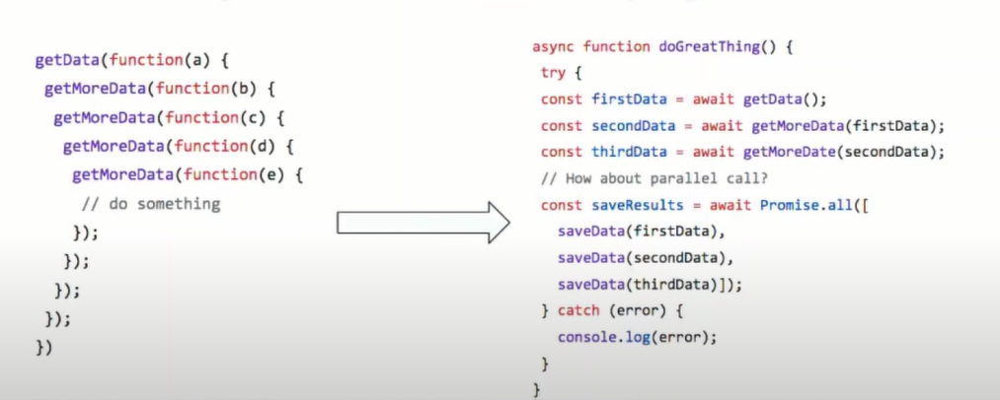 getData(function(a) {
getMoreData(function(b) {
getMoreData(function(c) {
getMoreData(function(d) {
getMoreData(function(e) {
// do something
});
});
});
});
})
async function doGreatThing() {
try {
const firstData = await getData();
const secondData = await getMoreData(firstData);
const thirdData = await getMoreDate(secondData);
// How about parallel call?
const saveResults = await Promise.all([
saveData(firstData),
saveData(secondData),
saveData(thirdData)]);
} catch (error) {
console.log(error);
}
}